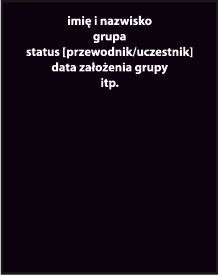 imię i nazwisko
grupa
status [przewodnik/uczestnik]
data założenia grupy
itp.